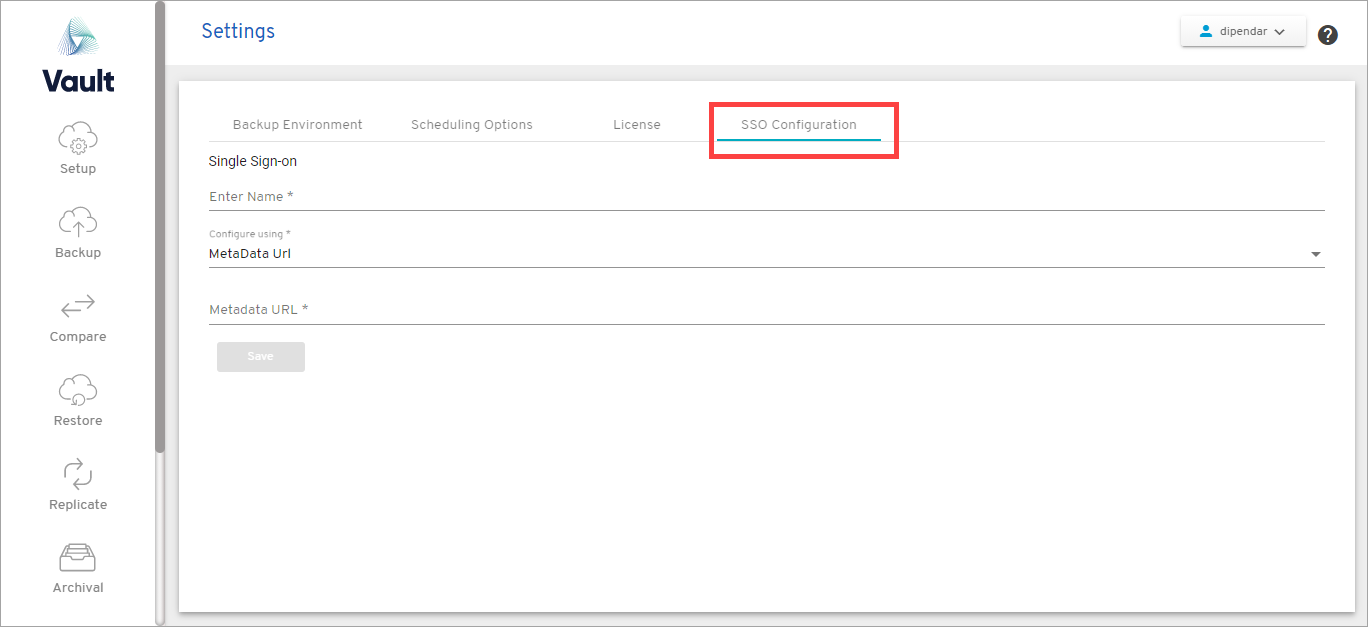 Vault
Setup
Backup
Compare
Restore
Replicate
Archival
Settings
dipendar
?
Backup Environment
Scheduling Options
License
SSO Configuration
Single Sign-on
Enter Name *
Configure using *
MetaData Url
Metadata URL *
Save